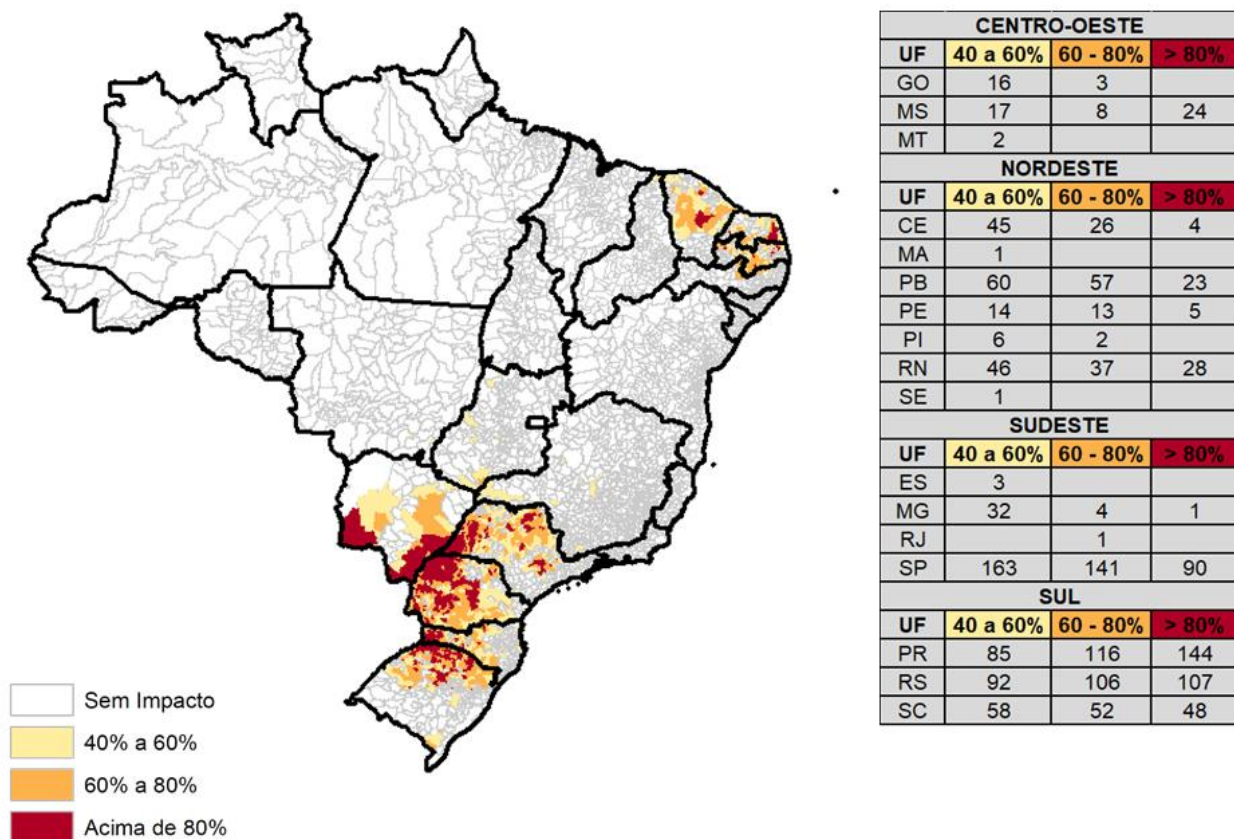 CENTRO-OESTE
UF 40 a 60% 60 - 80% > 80%
GO 16 3
MS 17 8 24
MT 2
NORDESTE
UF 40 a 60% 60 - 80% > 80%
CE 45 26 4
MA 1
PB 60 57 23
PE 14 13 5
PI 6 2
RN 46 37 28
SE 1
SUDESTE
UF 40 a 60% 60 - 80% > 80%
ES 3
MG 32 4 1
RJ 1
SP 163 141 90
SUL
UF 40 a 60% 60 - 80% > 80%
PR 85 116 144
RS 92 106 107
SC 58 52 48
Sem Impacto
40% a 60%
60% a 80%
Acima de 80%